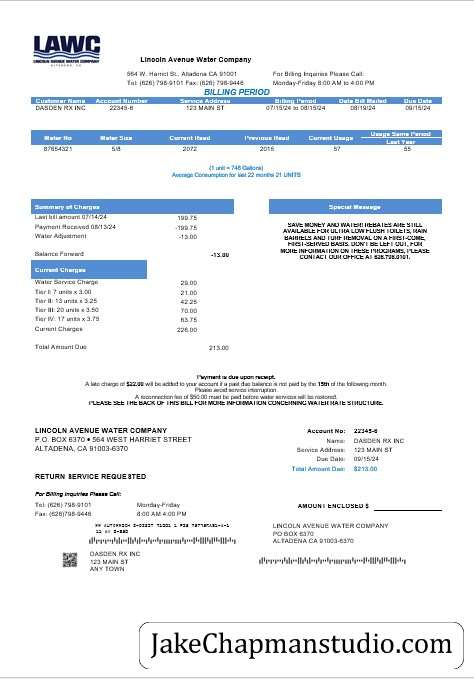 LAWC
LINCOLN AVENUE WATER COMPANY
Lincoln Avenue Water Company
564 W. Harriet St., Altadena CA 91001
Tel: (626) 798-9101 Fax: (626) 798-9446
For Billing Inquiries Please Call:
Monday-Friday 8:00 AM to 4:00 PM
BILLING PERIOD
Customer Name Account Number Service Address Billing Period Date Bill Mailed Due Date
DASDEN RX INC 22345-6 123 MAIN ST 07/15/24 to 08/15/24 08/19/24 09/15/24
Meter No Meter Size Current Read Previous Read Current Usage Usage Same Period Last Year
87654321 5/8 2072 2015 57 55
(1 unit = 748 Gallons)
Average Consumption for last 22 months 21 UNITS
Summary of Charges
Last bill amount 07/14/24 199.75
Payment Received 08/13/24 -199.75
Water Adjustment -13.00
Balance Forward -13.00
Special Message
SAVE MONEY AND WATER! REBATES ARE STILL
AVAILABLE FOR ULTRA LOW FLUSH TOILETS, RAIN
BARRELS AND TURF REMOVAL ON A FIRST-COME,
FIRST-SERVED BASIS. DON'T BE LEFT OUT, FOR
MORE INFORMATION ON THESE PROGRAMS, PLEASE
CONTACT OUR OFFICE AT 626.798.9101.
Current Charges
Water Service Charge 29.00
Tier I: 7 units x 3.00 21.00
Tier II: 13 units x 3.25 42.25
Tier III: 20 units x 3.50 70.00
Tier IV: 17 units x 3.75 63.75
Current Charges 226.00
Total Amount Due 213.00
Payment is due upon receipt.
A late charge of $22.00 will be added to your account if a past due balance is not paid by the 15th of the following month.
Please avoid service interruption.
A reconnection fee of $50.00 must be paid before water services will be restored.
PLEASE SEE THE BACK OF THIS BILL FOR MORE INFORMATION CONCERNING WATER RATE STRUCTURE.
LINCOLN AVENUE WATER COMPANY
P.O. BOX 6370 • 564 WEST HARRIET STREET
ALTADENA, CA 91003-6370
Account No: 22345-6
Name: DASDEN RX INC
Service Address: 123 MAIN ST
Due Date: 09/15/24
Total Amount Due: $213.00
RETURN SERVICE REQUESTED
For Billing Inquiries Please Call:
Tel: (626) 798-9101 Monday-Friday
Fax: (626)798-9446 8:00 AM 4:00 PM
AMOUNT ENCLOSED $
LINCOLN AVENUE WATER COMPANY
PO BOX 6370
ALTADENA CA 91003-6370
DASDEN RX INC
123 MAIN ST
ANY TOWN
JakeChapmanstudio.com